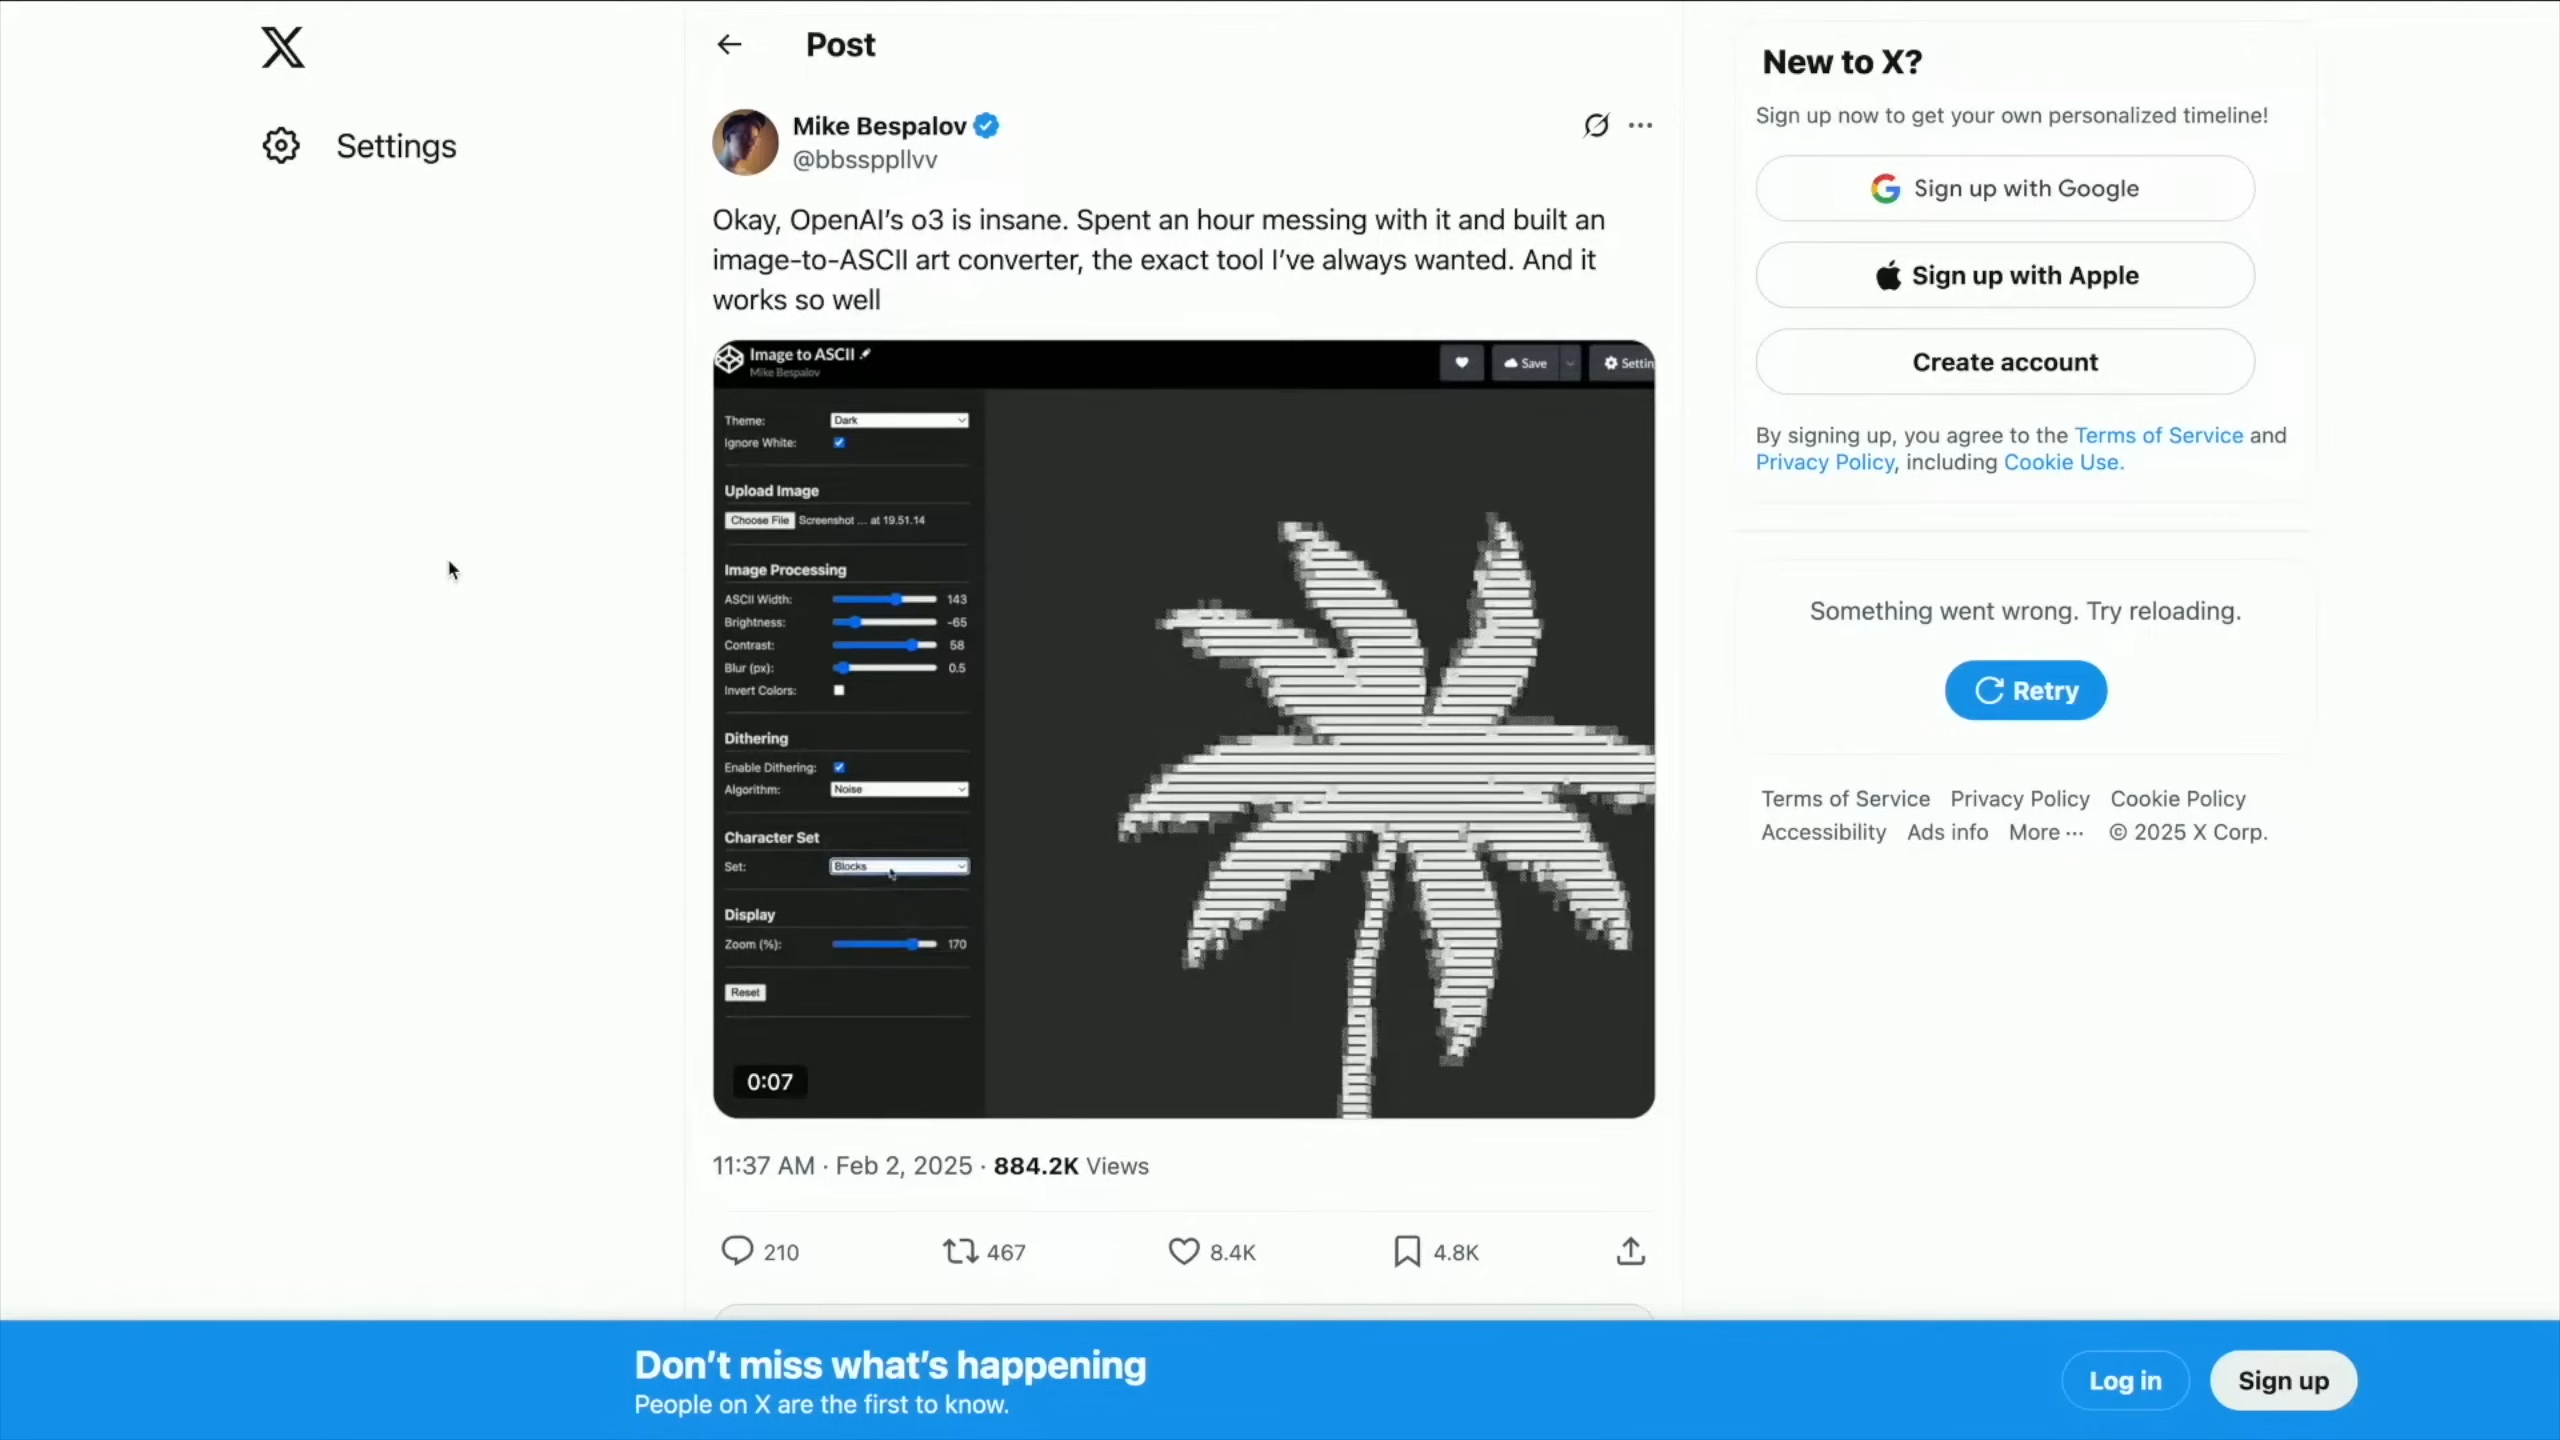 Settings
Post
Mike Bespalov
@bbssppllvv
Okay, OpenAI's o3 is insane. Spent an hour messing with it and built an
image-to-ASCII art converter, the exact tool I've always wanted. And it
works so well
Image to ASCII
Mike Bespalov
Save
Settin
Theme: Dark
Ignore White:
Upload Image
Choose File Screenshot ... at 19.51.14
Image Processing
ASCII Width: 143
Brightness: -65
Contrast: 58
Blur (px): 0.5
Invert Colors:
Dithering
Enable Dithering:
Algorithm: Noise
Character Set
Set: Blocks
Display
Zoom (%): 170
Reset
0:07
11:37 AM · Feb 2, 2025 · 884.2K Views
210 467 8.4K 4.8K
New to X?
Sign up now to get your own personalized timeline!
Sign up with Google
Sign up with Apple
Create account
By signing up, you agree to the Terms of Service and
Privacy Policy, including Cookie Use.
Something went wrong. Try reloading.
Retry
Terms of Service Privacy Policy Cookie Policy
Accessibility Ads info More ··· © 2025 X Corp.
Don't miss what's happening
People on X are the first to know.
Log in
Sign up